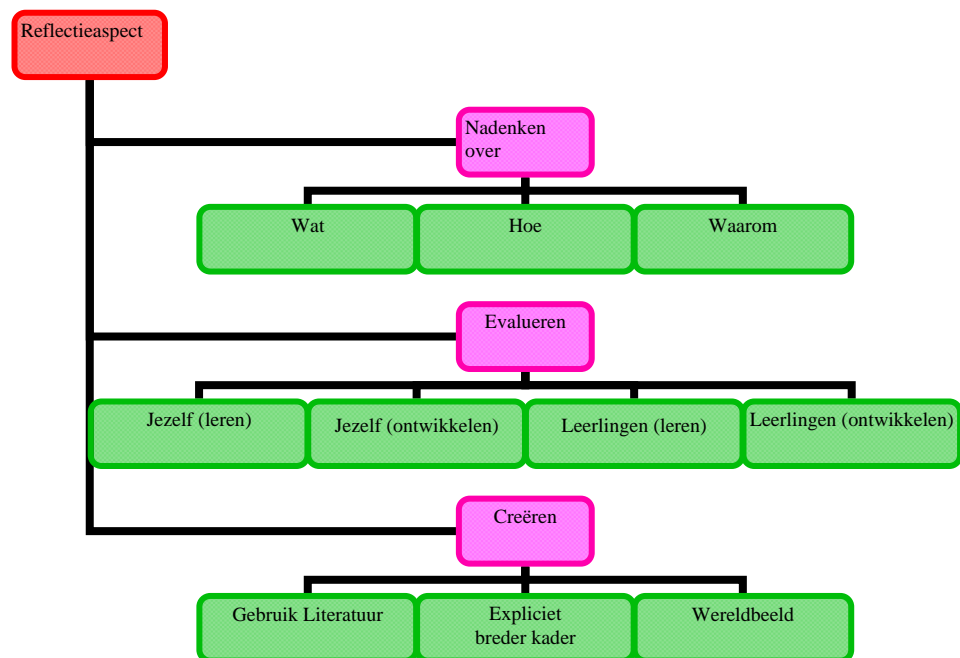 Reflectieaspect
Nadenken
over
Wat
Hoe
Waarom
Evalueren
Jezelf (leren)
Jezelf (ontwikkelen)
Leerlingen (leren)
Leerlingen (ontwikkelen)
Creëren
Gebruik Literatuur
Expliciet
breder kader
Wereldbeeld